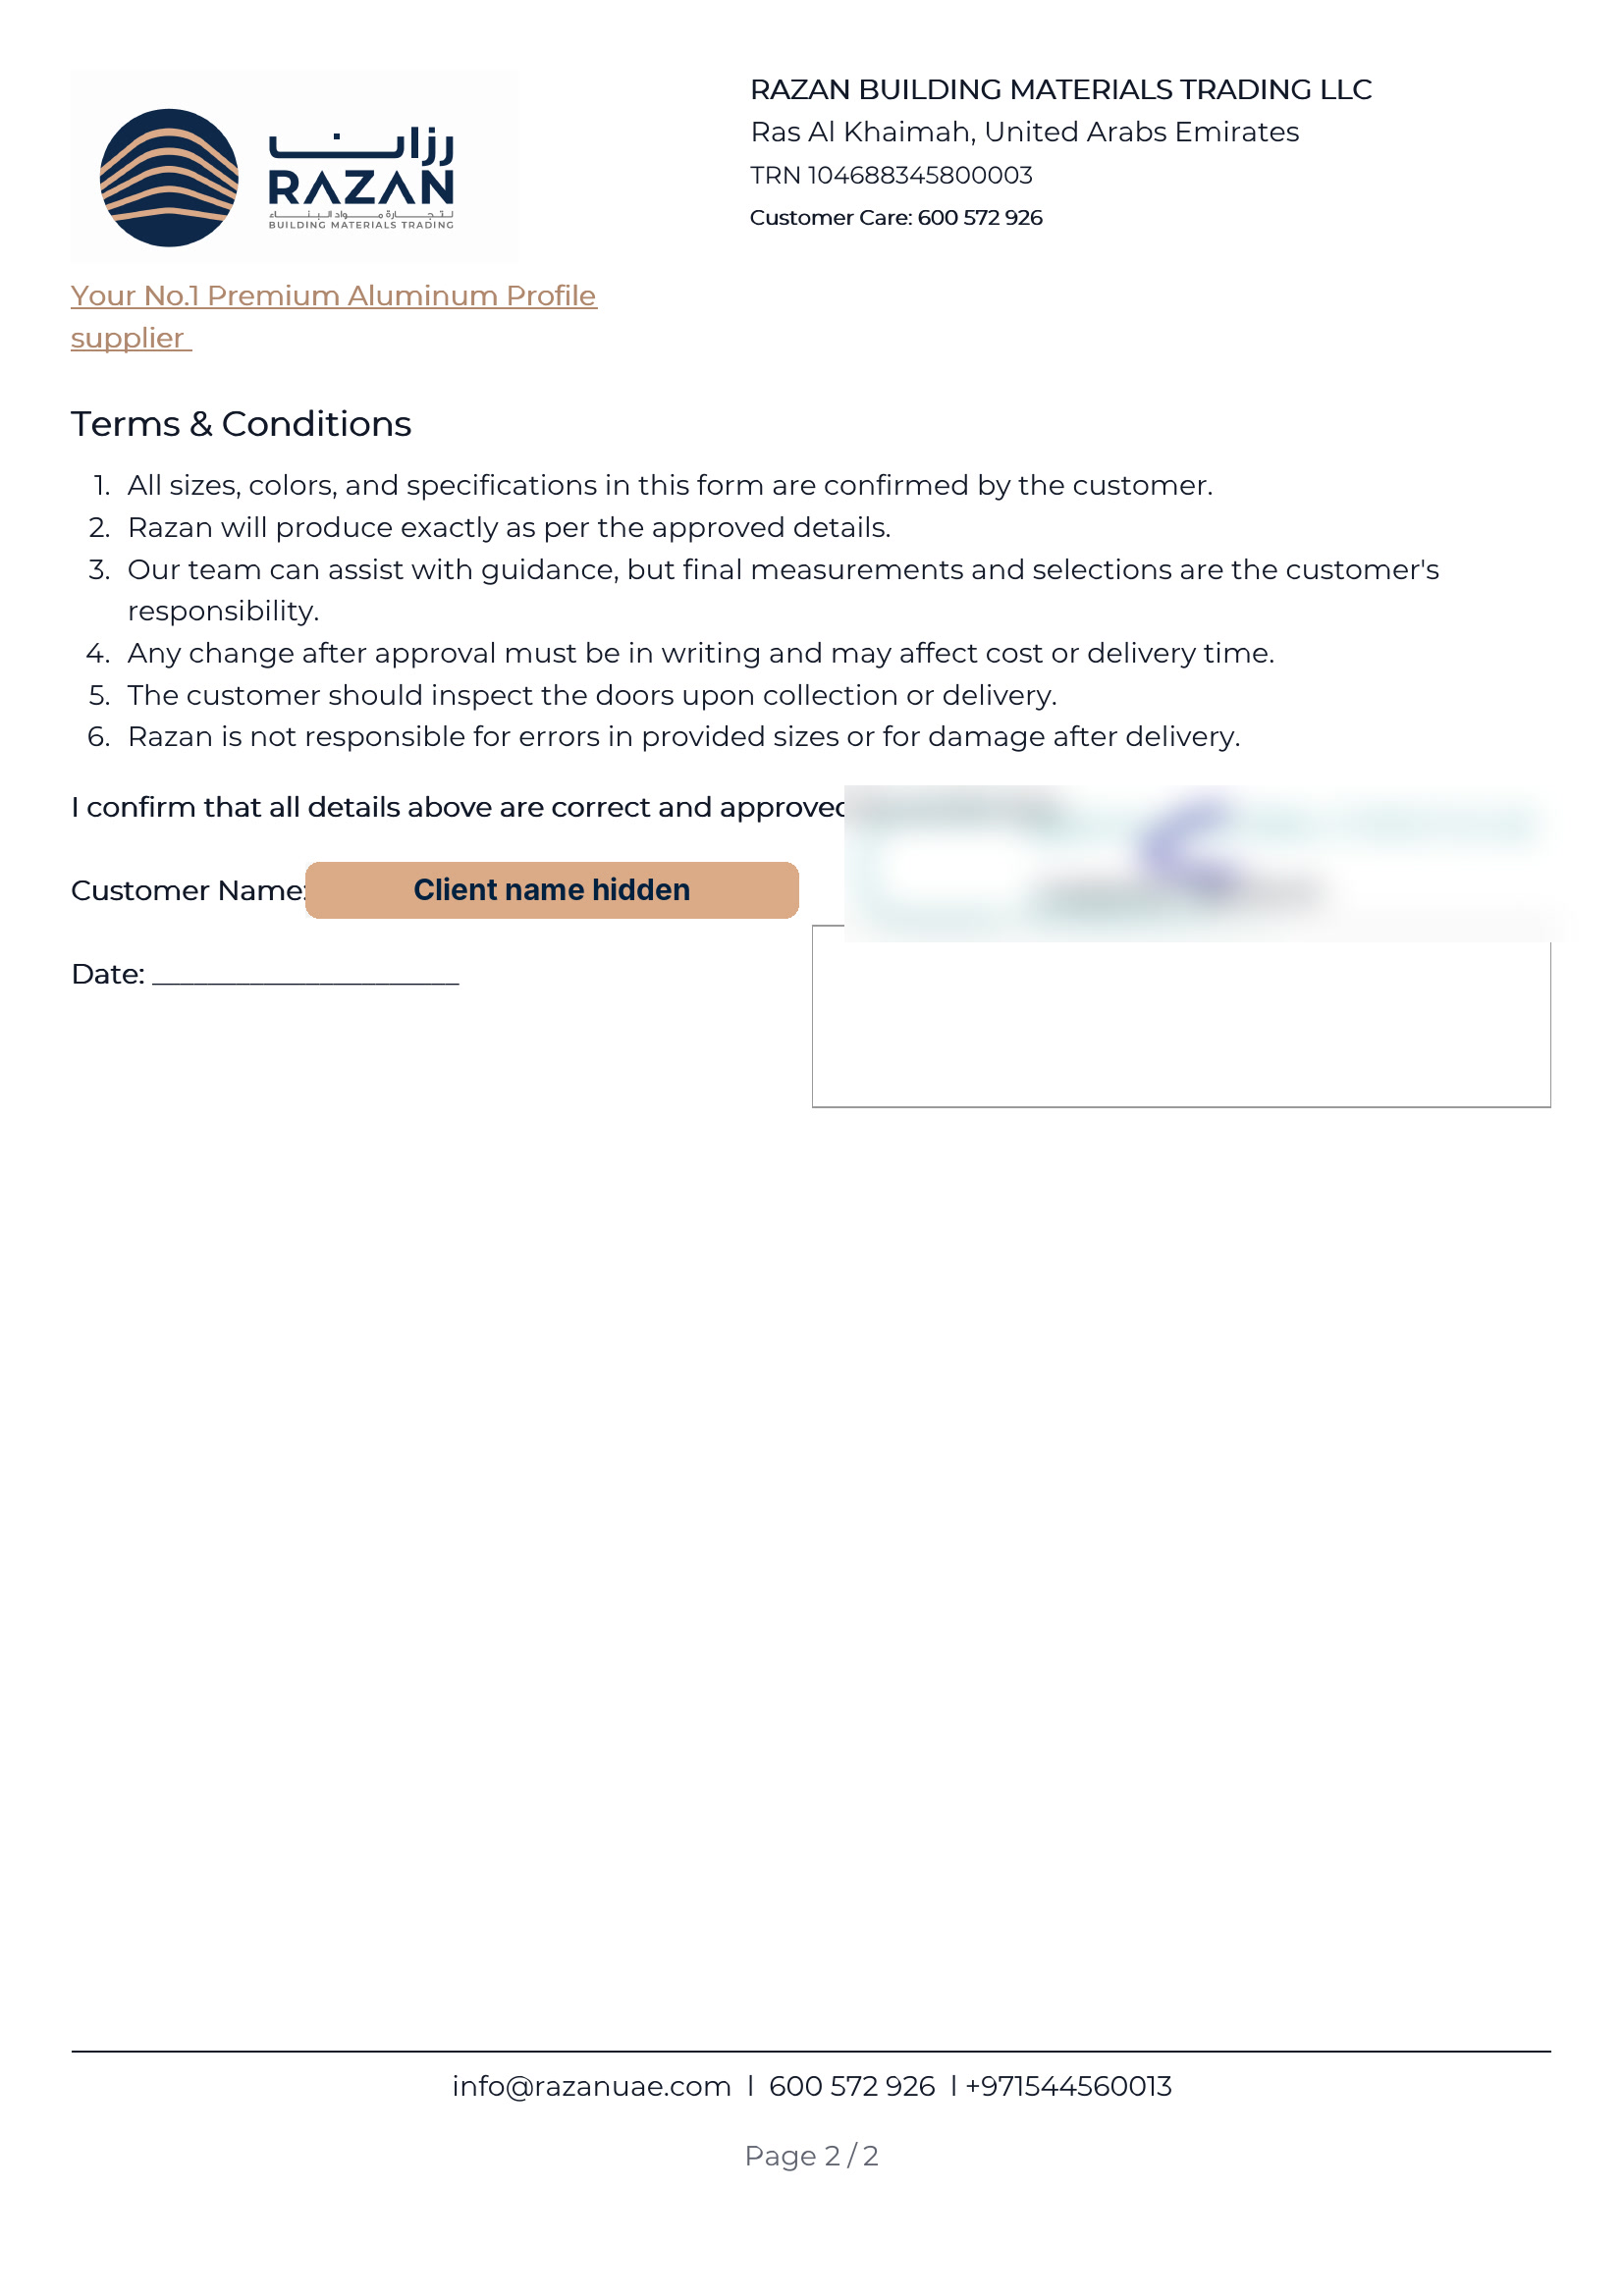 رزان
RAZAN
لتجارة مواد البناء
BUILDING MATERIALS TRADING
Your No.1 Premium Aluminum Profile
supplier
RAZAN BUILDING MATERIALS TRADING LLC
Ras Al Khaimah, United Arabs Emirates
TRN 104688345800003
Customer Care: 600 572 926
Terms & Conditions
1. All sizes, colors, and specifications in this form are confirmed by the customer.
2. Razan will produce exactly as per the approved details.
3. Our team can assist with guidance, but final measurements and selections are the customer's
responsibility.
4. Any change after approval must be in writing and may affect cost or delivery time.
5. The customer should inspect the doors upon collection or delivery.
6. Razan is not responsible for errors in provided sizes or for damage after delivery.
I confirm that all details above are correct and approved
Customer Name: Client name hidden
Date: ______________________
info@razanuae.com | 600 572 926 | +971544560013
Page 2 / 2